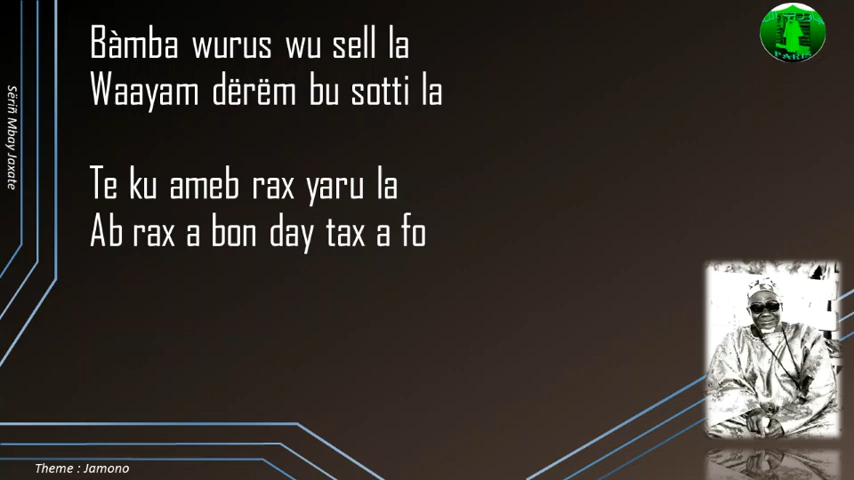 Bàmba wurus wu sell la
Waayam dërëm bu sotti la
Te ku ameb rax yaru la
Ab rax a bon day tax a fo
Sëriñ Mbay Jaxate
Theme : Jamono
PARIS